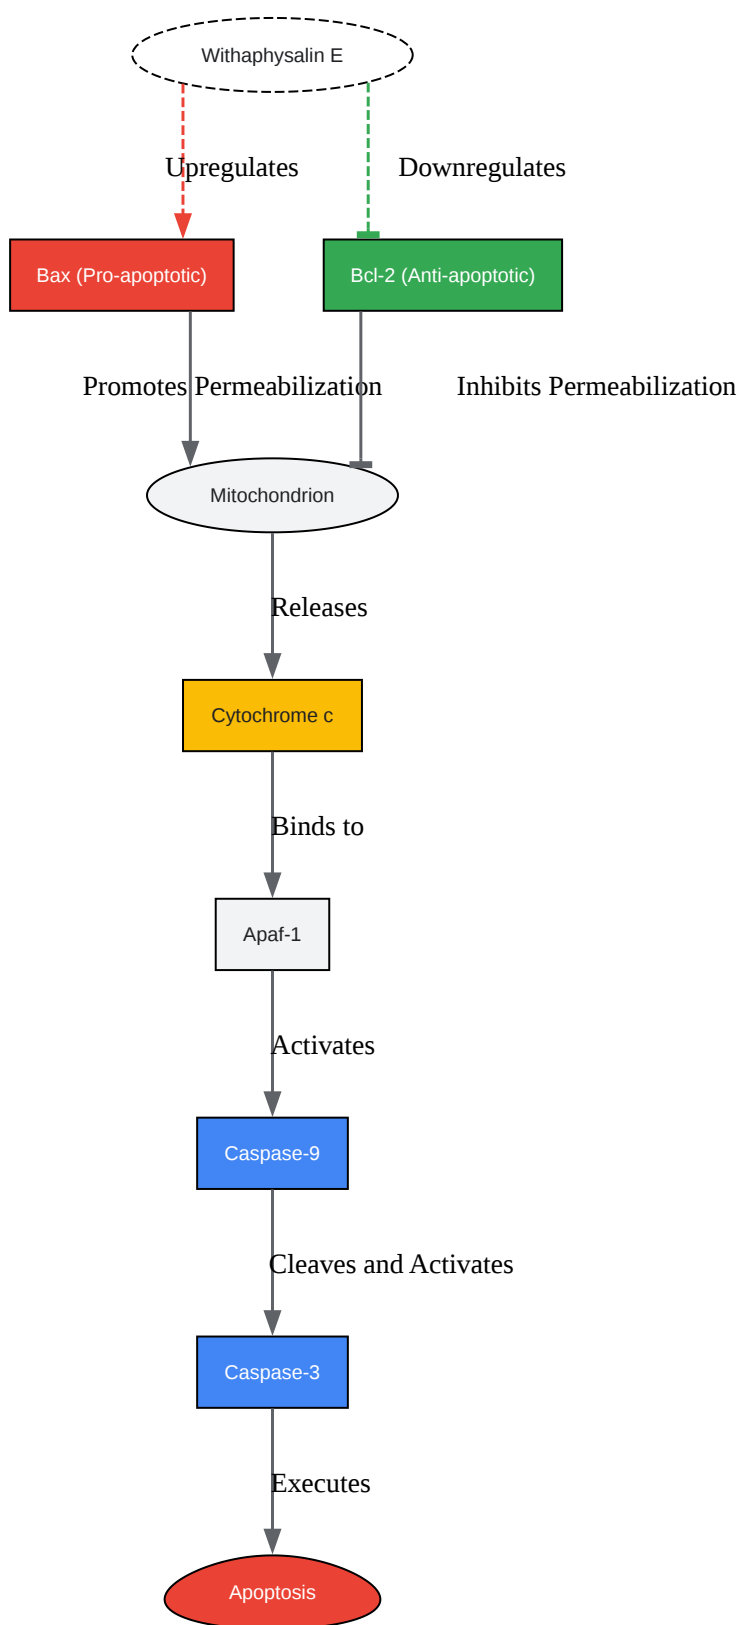 Withaphysalin E
Upregulates
Downregulates
Bax (Pro-apoptotic)
Bcl-2 (Anti-apoptotic)
Promotes Permeabilization
Inhibits Permeabilization
Mitochondrion
Releases
Cytochrome c
Binds to
Apaf-1
Activates
Caspase-9
Cleaves and Activates
Caspase-3
Executes
Apoptosis